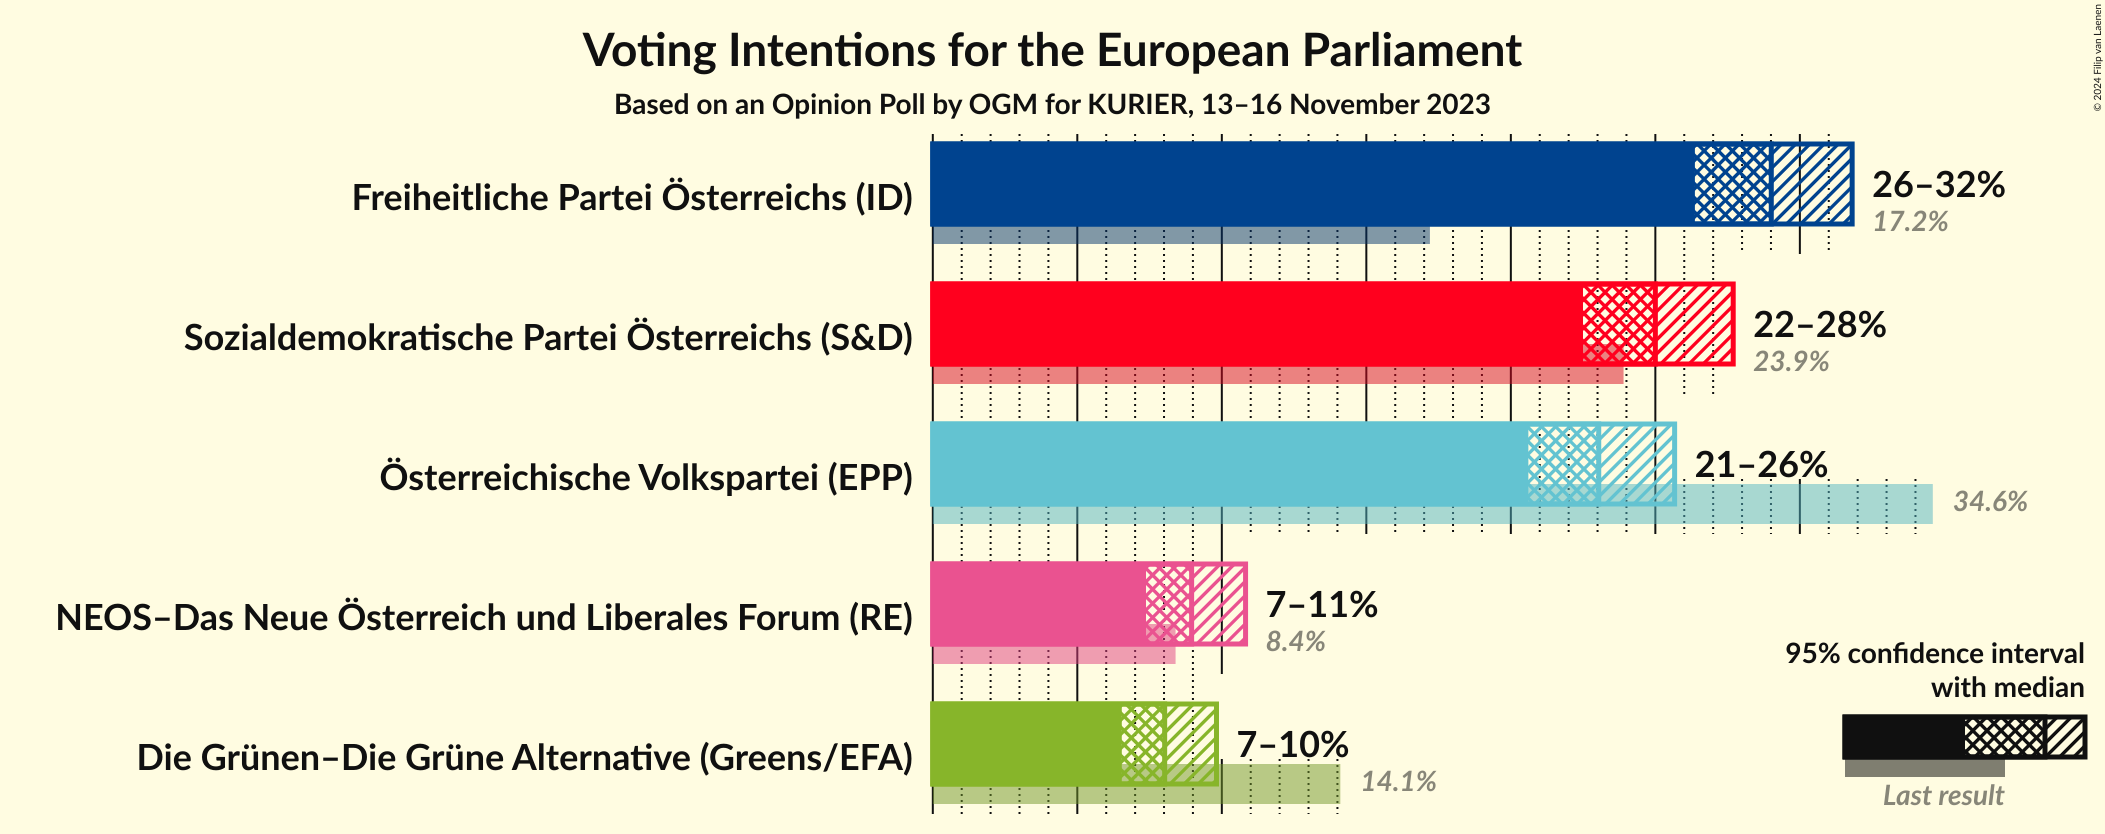 Voting Intentions for the European Parliament
Based on an Opinion Poll by OGM for KURIER, 13–16 November 2023
© 2024 Filip van Laenen
Freiheitliche Partei Österreichs (ID)
26–32%
17.2%
Sozialdemokratische Partei Österreichs (S&D)
22–28%
23.9%
Österreichische Volkspartei (EPP)
21–26%
34.6%
NEOS–Das Neue Österreich und Liberales Forum (RE)
7–11%
8.4%
Die Grünen–Die Grüne Alternative (Greens/EFA)
7–10%
14.1%
95% confidence interval
with median
Last result